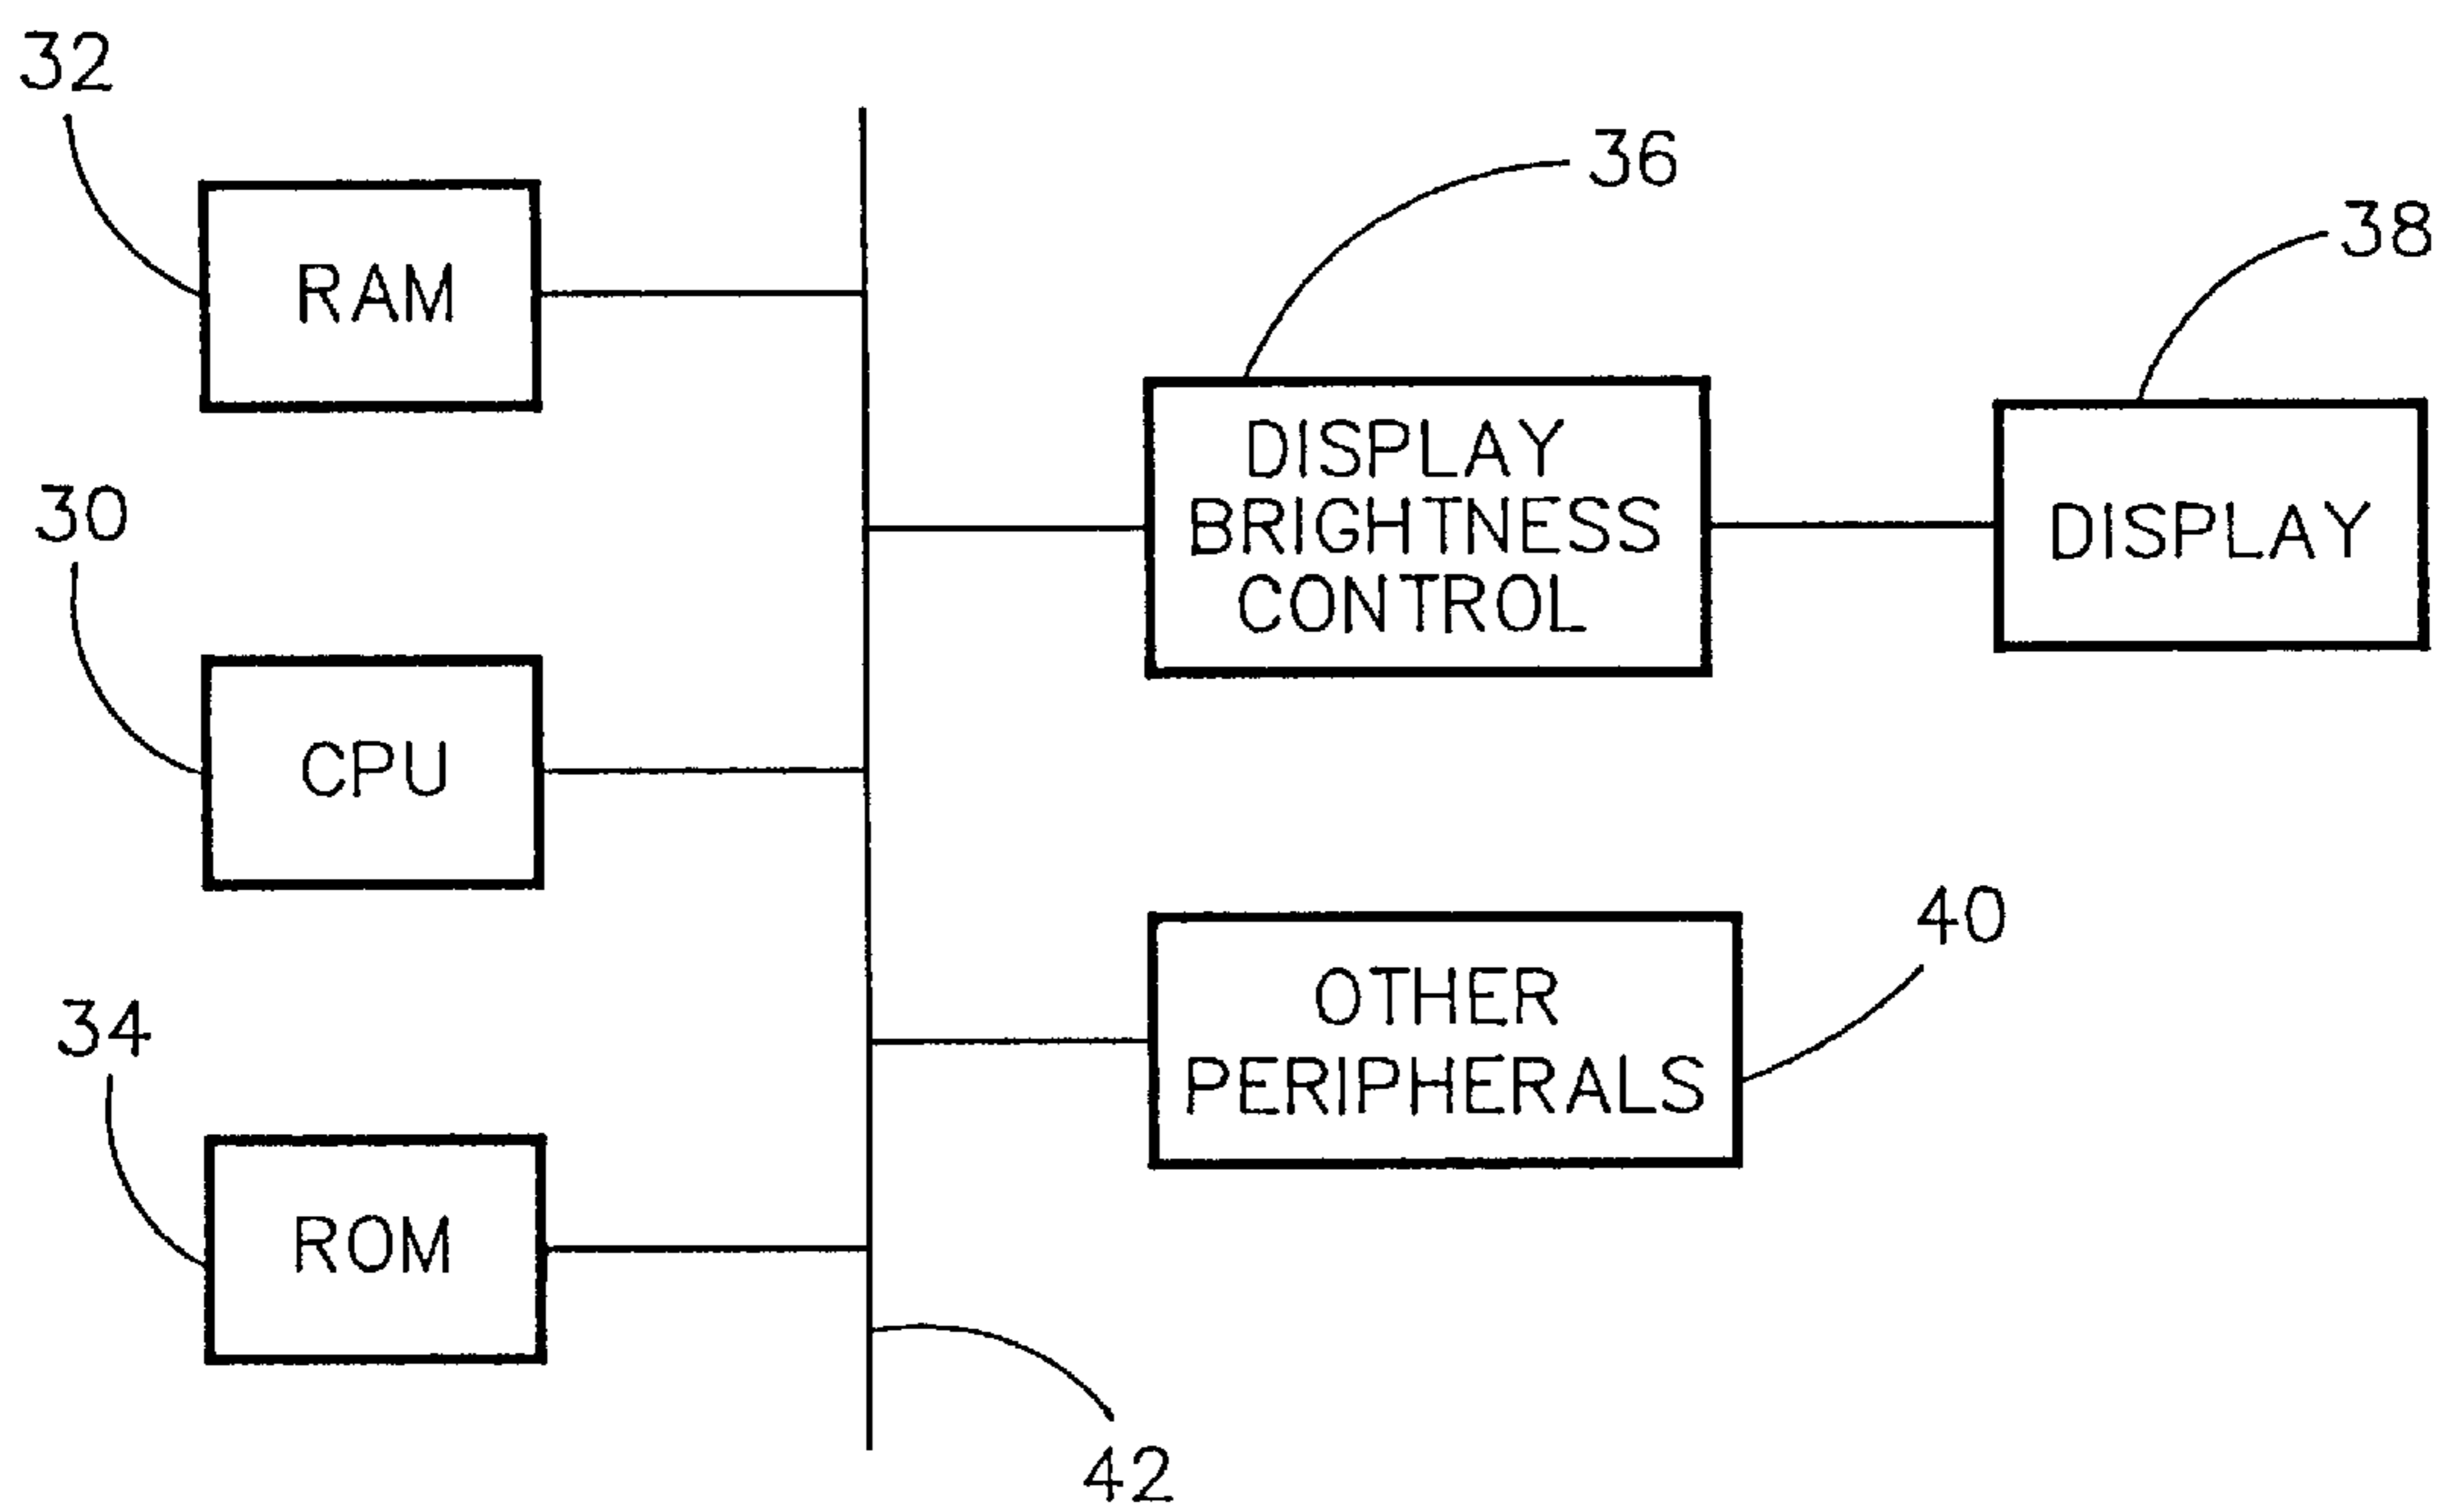 32
RAM
36
38
DISPLAY
BRIGHTNESS
CONTROL
DISPLAY
30
CPU
40
OTHER
PERIPHERALS
34
ROM
42